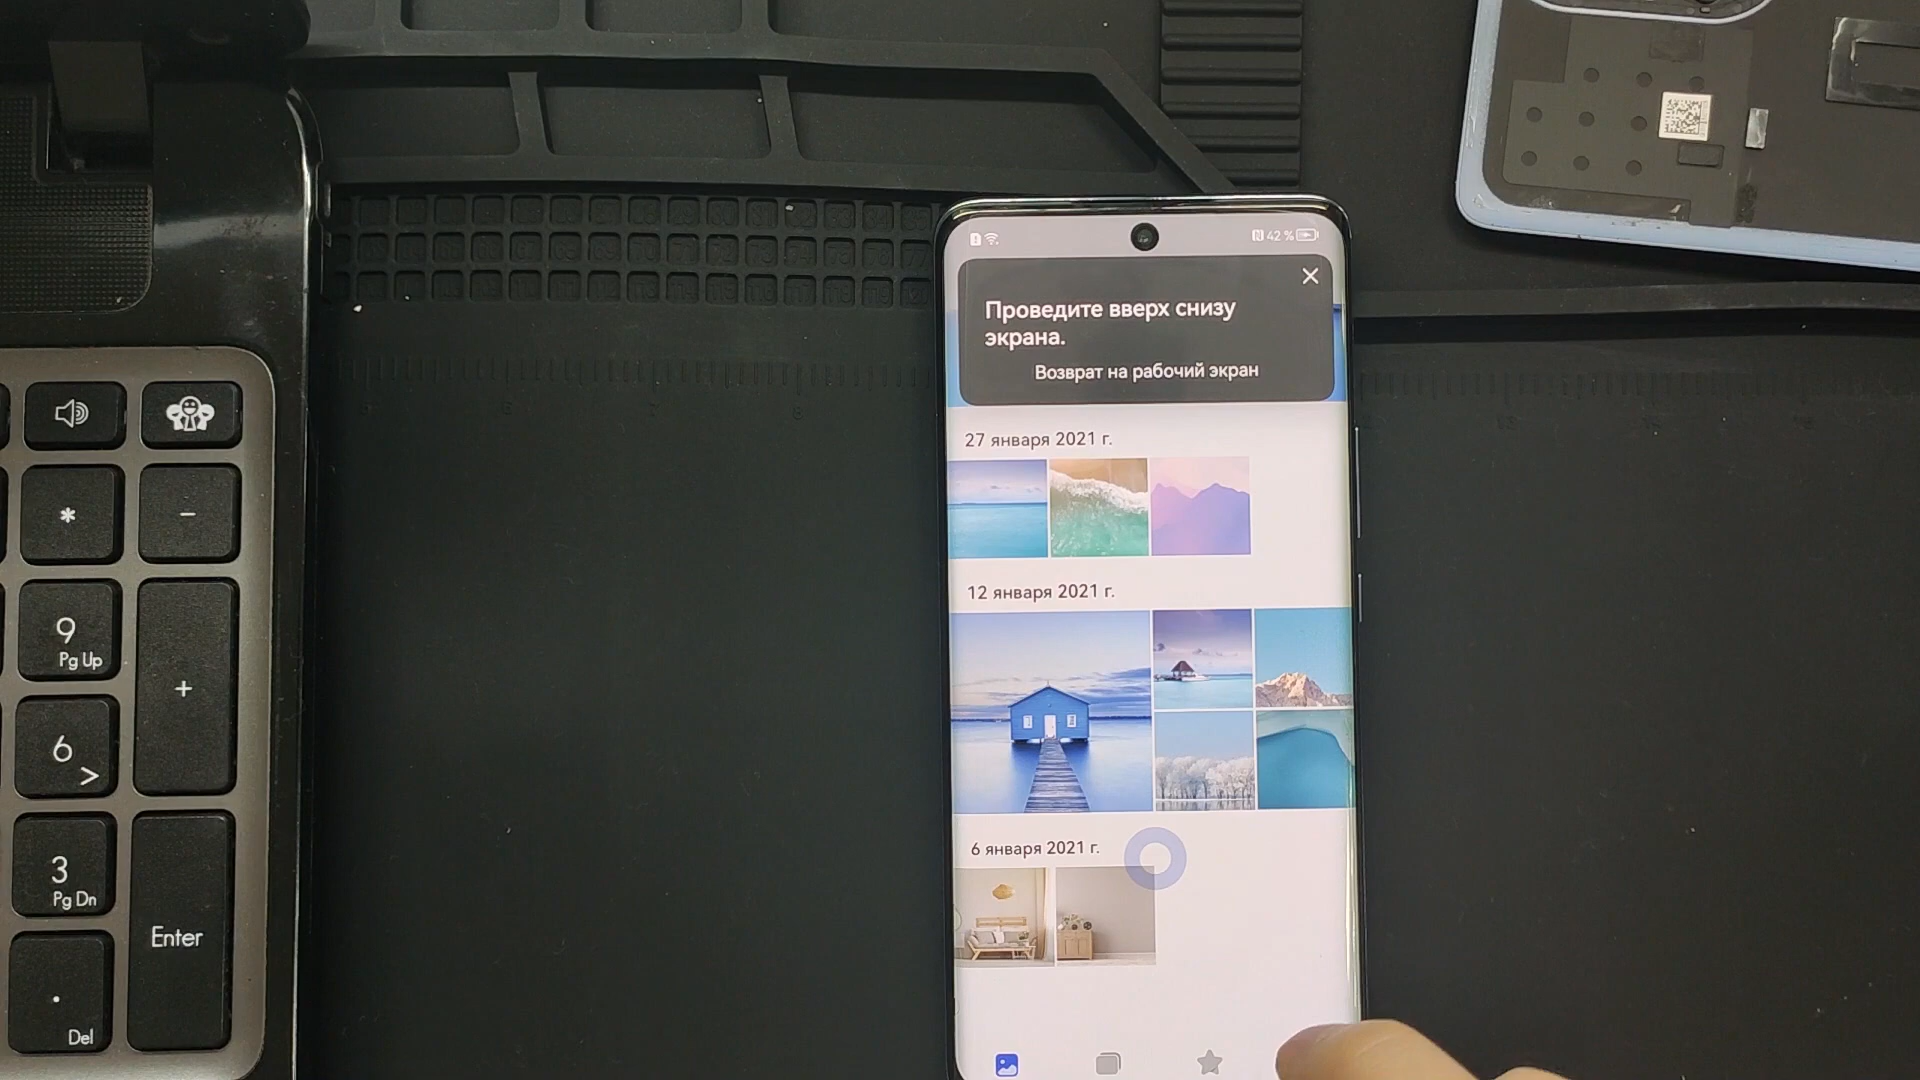 42 %
Проведите вверх снизу
экрана.
Возврат на рабочий экран
27 января 2021 г.
12 января 2021 г.
6 января 2021 г.
*
-
9
Pg Up
+
6
>
3
Pg Dn
Enter
.
Del